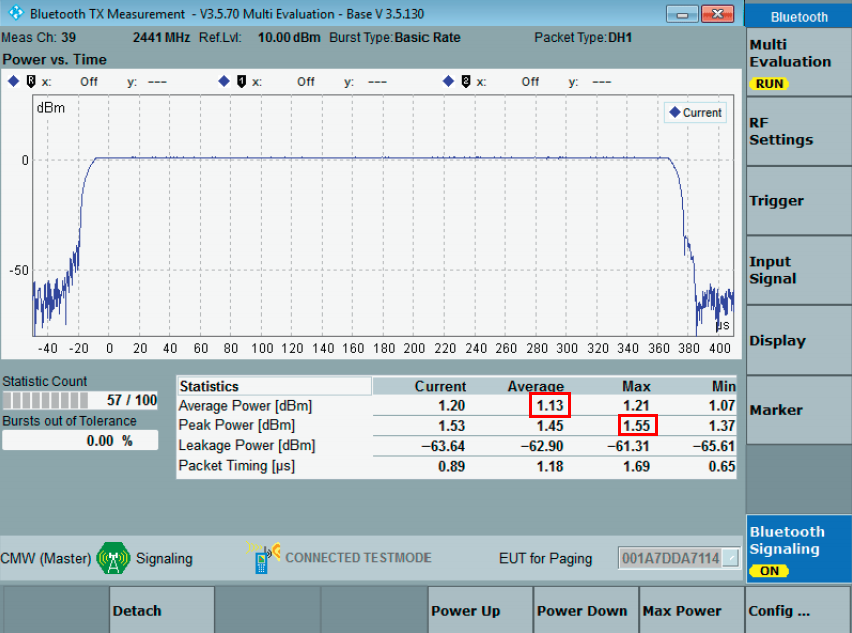 Bluetooth TX Measurement - V3.5.70 Multi Evaluation - Base V 3.5.130
Bluetooth
Meas Ch: 39 2441 MHz Ref.Lvl: 10.00 dBm Burst Type: Basic Rate Packet Type: DH1
Power vs. Time
R x: Off y: --- 1 x: Off y: --- 2 x: Off y: ---
dBm
Current
0
-50
µs
-40 -20 0 20 40 60 80 100 120 140 160 180 200 220 240 260 280 300 320 340 360 380 400
Statistic Count
57 / 100
Bursts out of Tolerance
0.00 %
Statistics Current Average Max Min
Average Power [dBm] 1.20 1.13 1.21 1.07
Peak Power [dBm] 1.53 1.45 1.55 1.37
Leakage Power [dBm] −63.64 −62.90 −61.31 −65.61
Packet Timing [µs] 0.89 1.18 1.69 0.65
CMW (Master) Signaling CONNECTED TESTMODE EUT for Paging 001A7DDA7114
Multi
Evaluation
RUN
RF
Settings
Trigger
Input
Signal
Display
Marker
Bluetooth
Signaling
ON
Detach Power Up Power Down Max Power Config ...